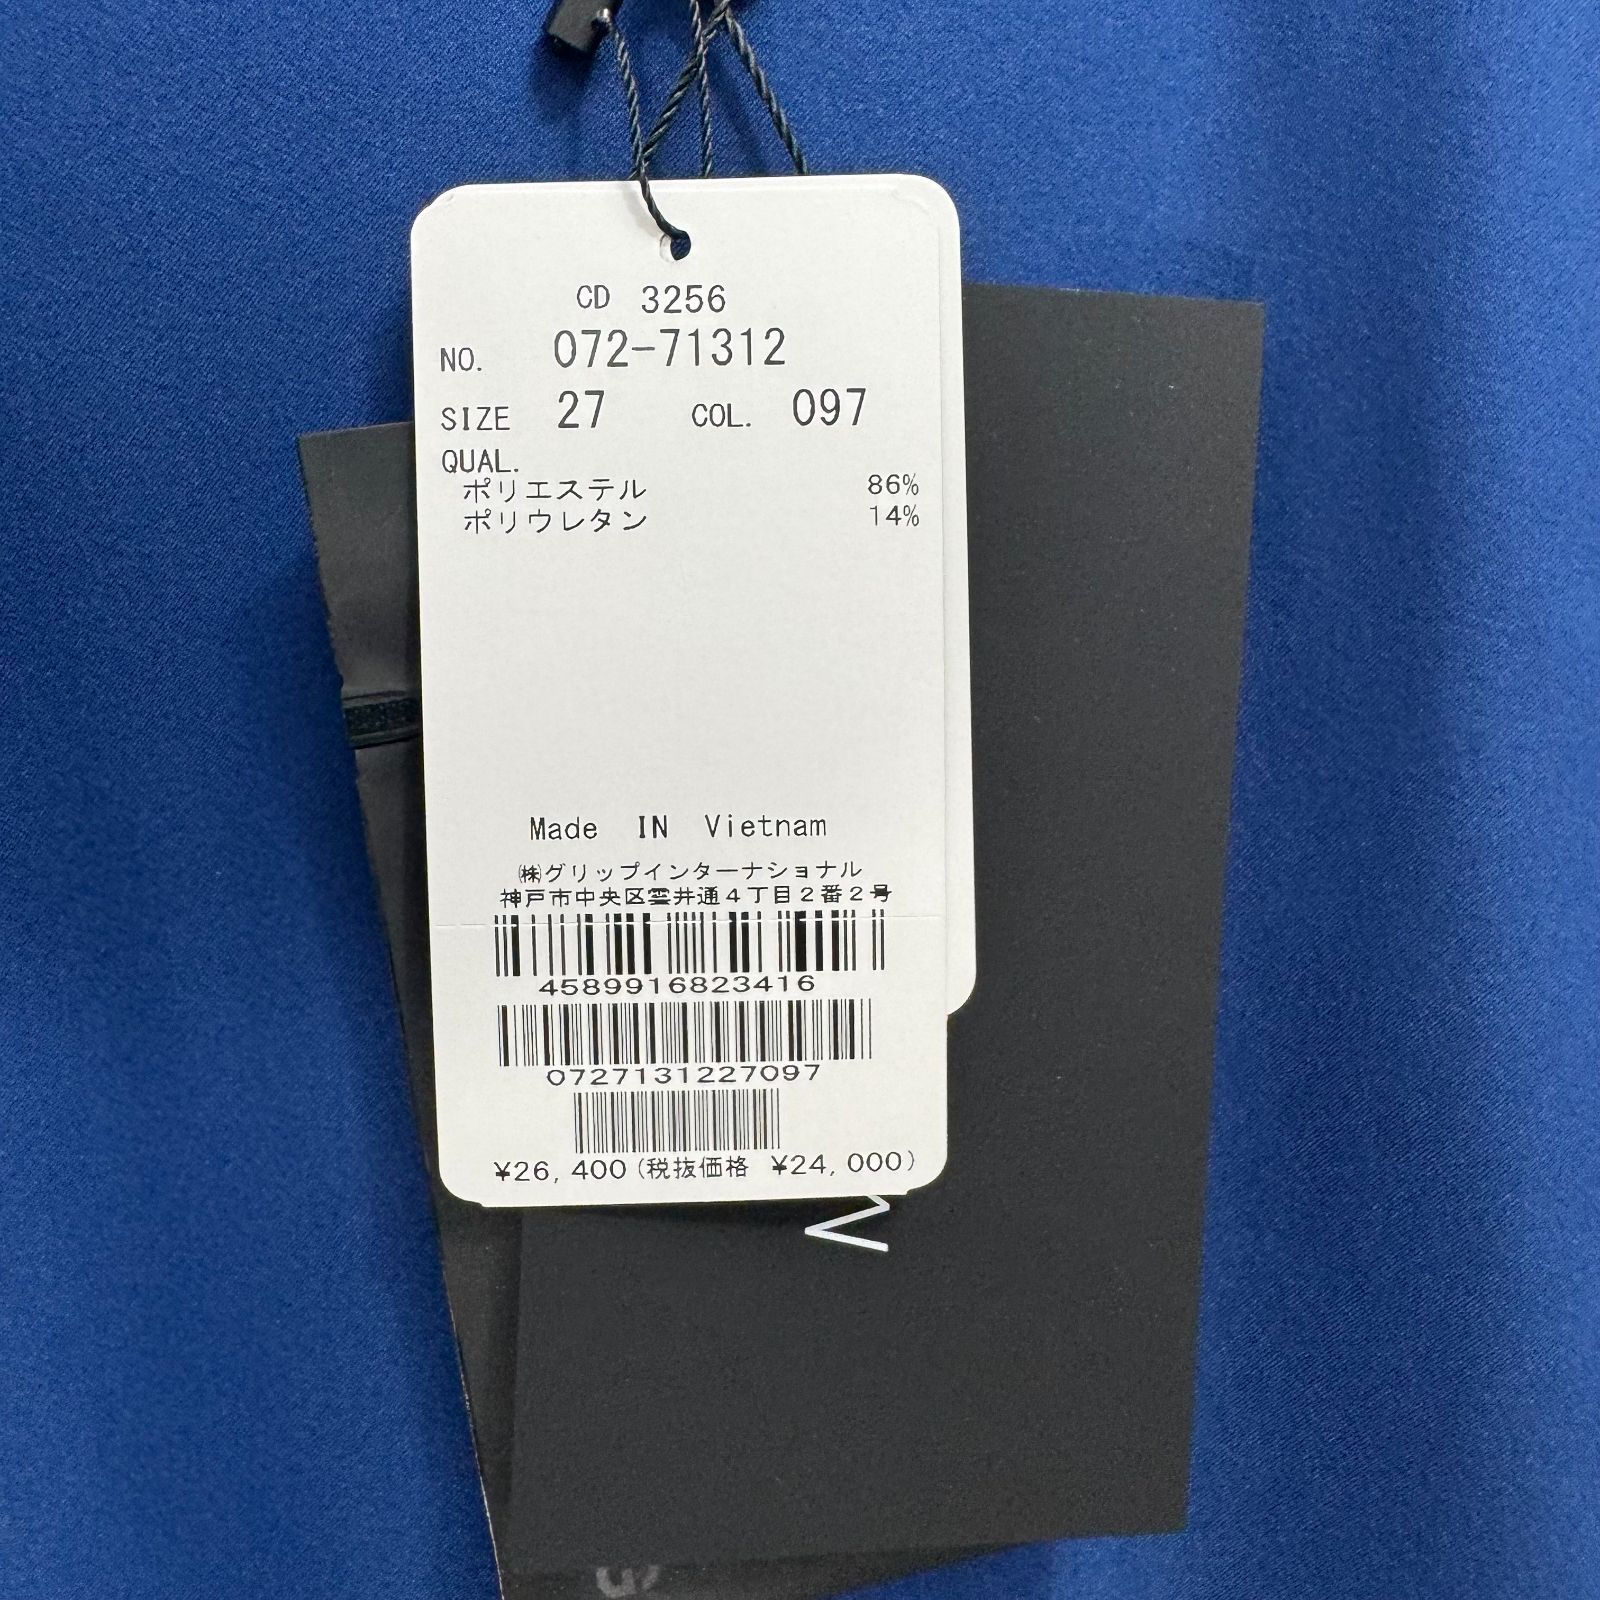 CD 3256
NO. 072-71312
SIZE 27 COL. 097
QUAL.
ポリエステル 86%
ポリウレタン 14%
Made IN Vietnam
㈱グリップインターナショナル
神戸市中央区雲井通4丁目2番2号
4589916823416
0727131227097
¥26,400(税抜価格 ¥24,000)